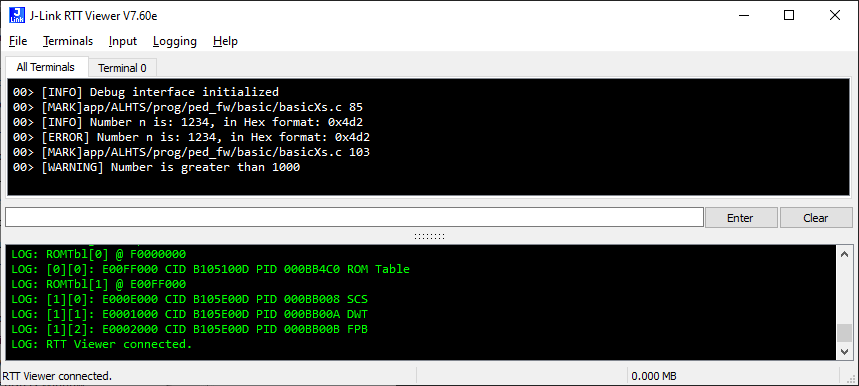 J-Link RTT Viewer V7.60e
File Terminals Input Logging Help
All Terminals Terminal 0
00> [INFO] Debug interface initialized
00> [MARK]app/ALHTS/prog/ped_fw/basic/basicXs.c 85
00> [INFO] Number n is: 1234, in Hex format: 0x4d2
00> [ERROR] Number n is: 1234, in Hex format: 0x4d2
00> [MARK]app/ALHTS/prog/ped_fw/basic/basicXs.c 103
00> [WARNING] Number is greater than 1000
Enter Clear
LOG: ROMTbl[0] @ F0000000
LOG: [0][0]: E00FF000 CID B105100D PID 000BB4C0 ROM Table
LOG: ROMTbl[1] @ E00FF000
LOG: [1][0]: E000E000 CID B105E00D PID 000BB008 SCS
LOG: [1][1]: E0001000 CID B105E00D PID 000BB00A DWT
LOG: [1][2]: E0002000 CID B105E00D PID 000BB00B FPB
LOG: RTT Viewer connected.
RTT Viewer connected. 0.000 MB